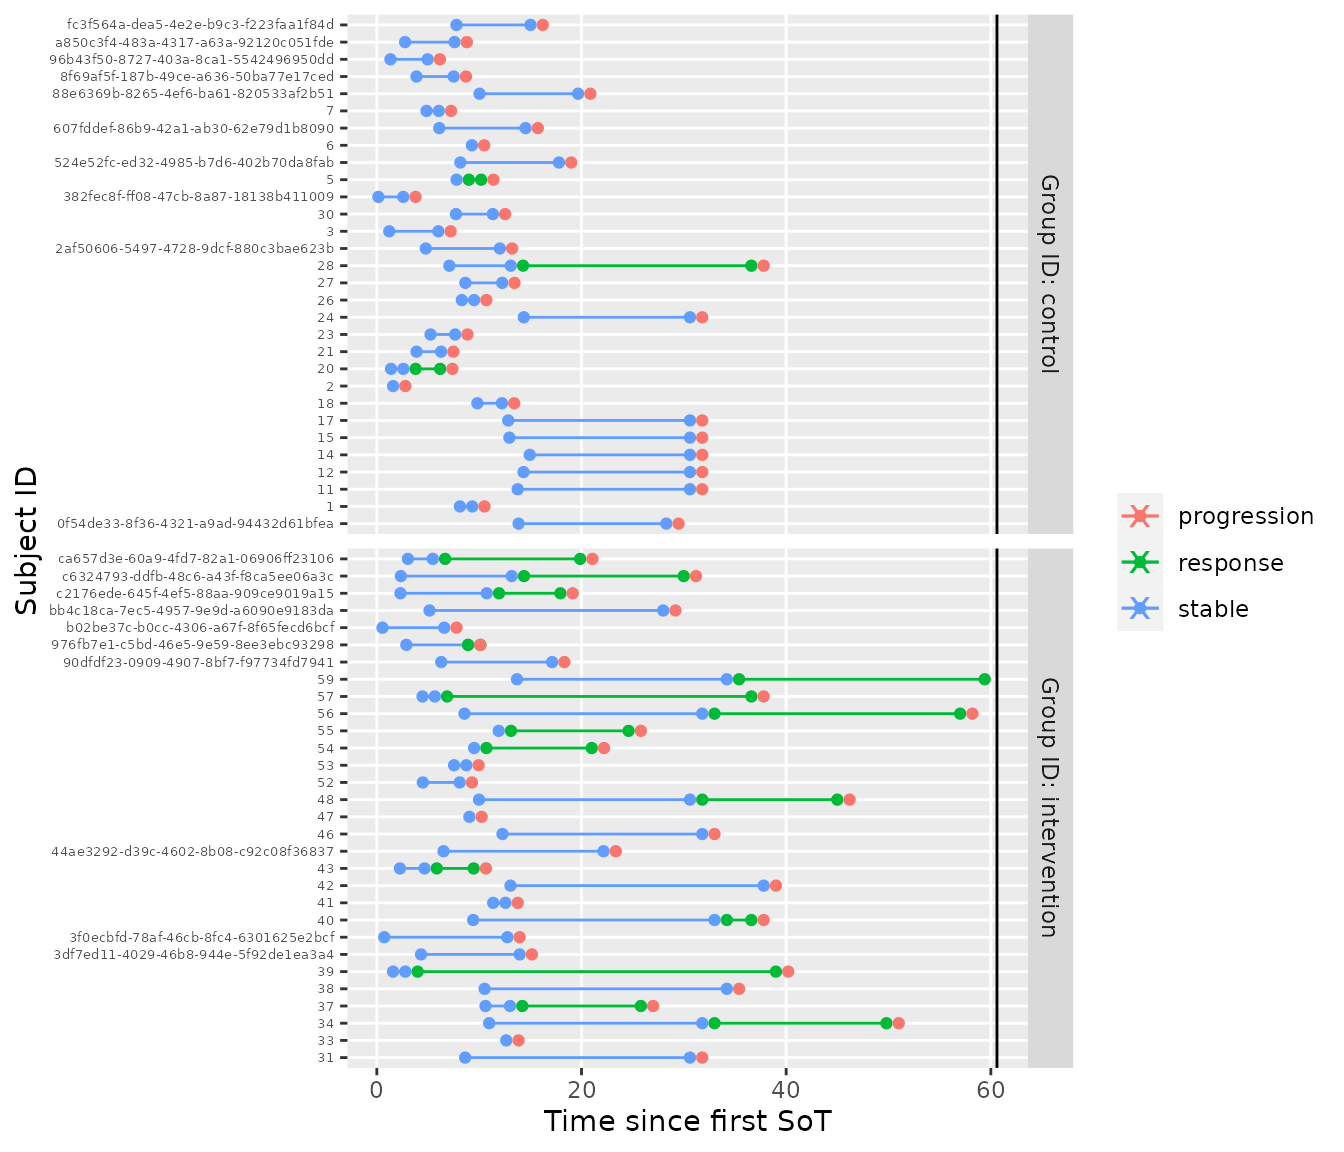 fc3f564a-dea5-4e2e-b9c3-f223faa1f84d
a850c3f4-483a-4317-a63a-92120c051fde
96b43f50-8727-403a-8ca1-5542496950dd
8f69af5f-187b-49ce-a636-50ba77e17ced
88e6369b-8265-4ef6-ba61-820533af2b51
7
607fddef-86b9-42a1-ab30-62e79d1b8090
6
524e52fc-ed32-4985-b7d6-402b70da8fab
5
382fec8f-ff08-47cb-8a87-18138b411009
30
3
2af50606-5497-4728-9dcf-880c3bae623b
28
27
26
24
23
21
20
2
18
17
15
14
12
11
1
0f54de33-8f36-4321-a9ad-94432d61bfea
Group ID: control
ca657d3e-60a9-4fd7-82a1-06906ff23106
c6324793-ddfb-48c6-a43f-f8ca5ee06a3c
c2176ede-645f-4ef5-88aa-909ce9019a15
bb4c18ca-7ec5-4957-9e9d-a6090e9183da
b02be37c-b0cc-4306-a67f-8f65fecd6bcf
976fb7e1-c5bd-46e5-9e59-8ee3ebc93298
90dfdf23-0909-4907-8bf7-f97734fd7941
59
57
56
55
54
53
52
48
47
46
44ae3292-d39c-4602-8b08-c92c08f36837
43
42
41
40
3f0ecbfd-78af-46cb-8fc4-6301625e2bcf
3df7ed11-4029-46b8-944e-5f92de1ea3a4
39
38
37
34
33
31
Group ID: intervention
Subject ID
0 20 40 60
Time since first SoT
progression
response
stable